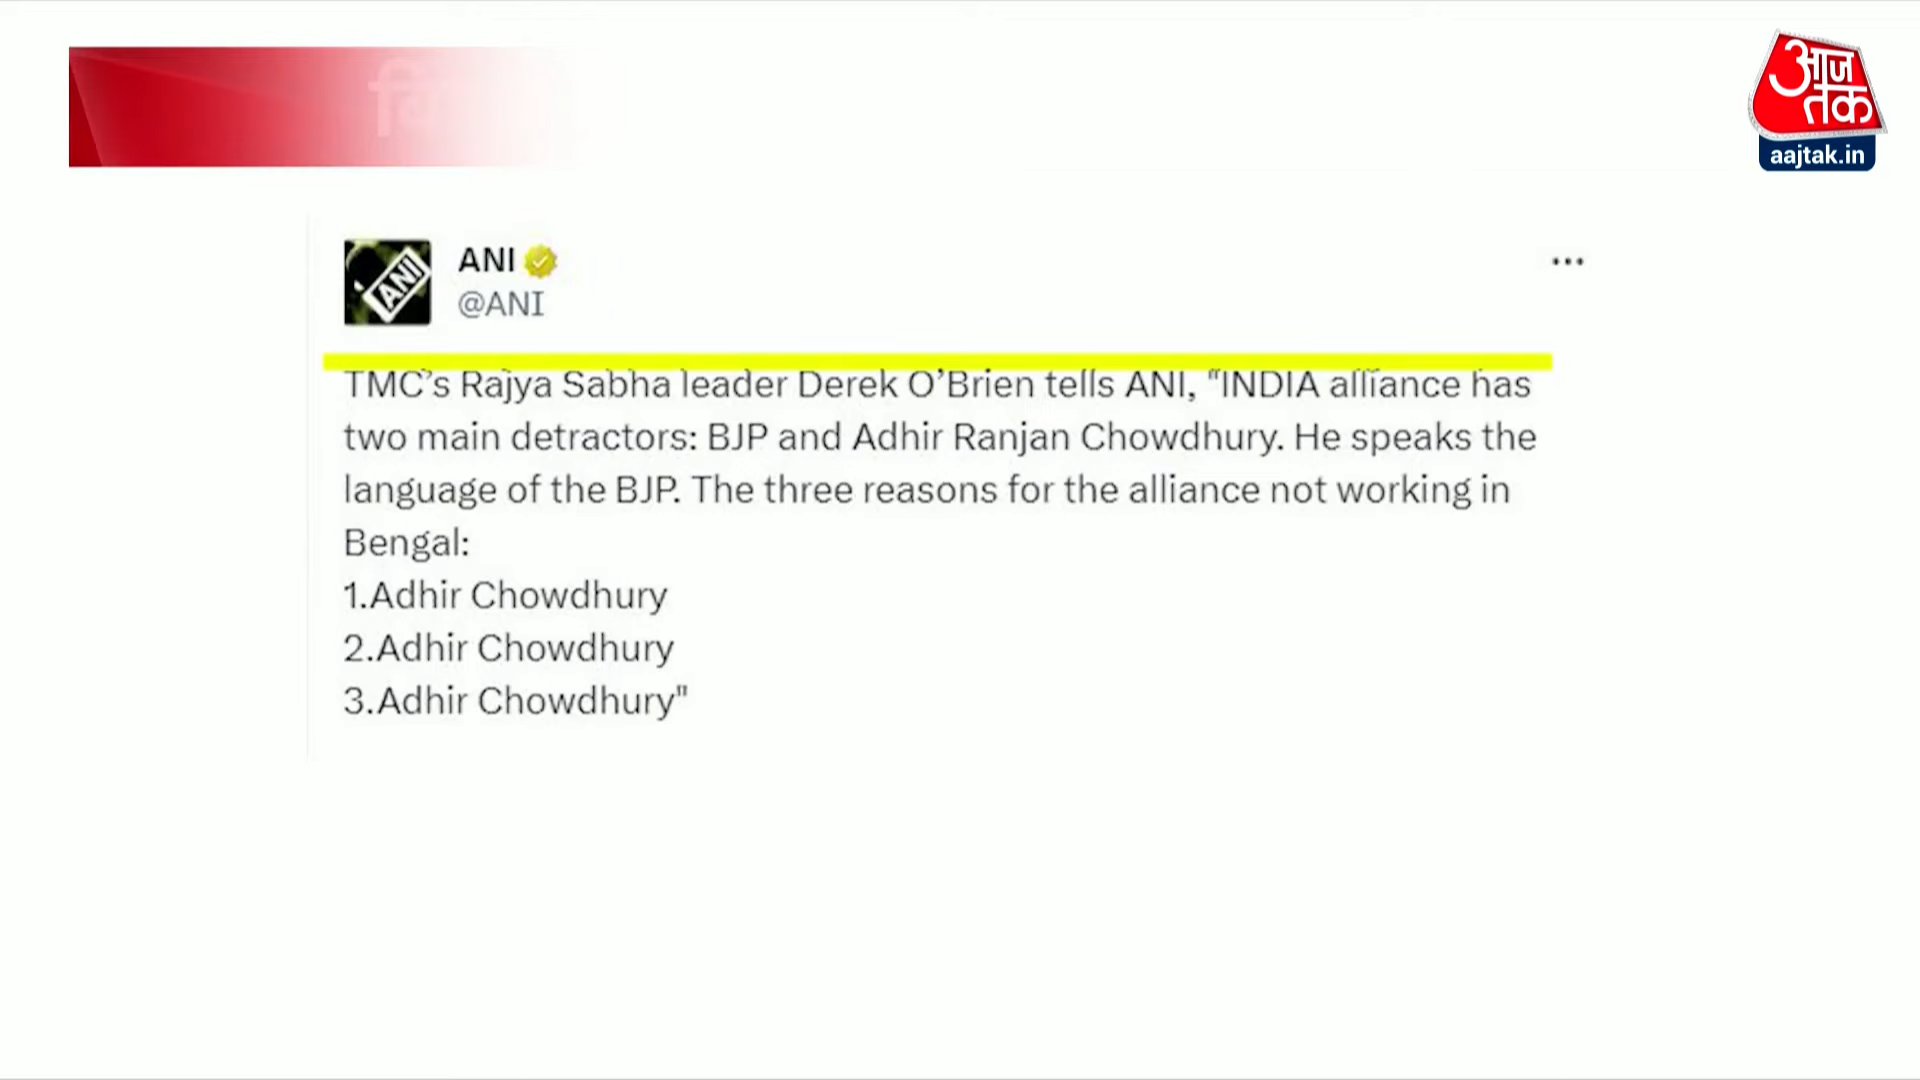 आज
तक
aajtak.in
ANI
ANI
@ANI
TMC’s Rajya Sabha leader Derek O’Brien tells ANI, “INDIA alliance has
two main detractors: BJP and Adhir Ranjan Chowdhury. He speaks the
language of the BJP. The three reasons for the alliance not working in
Bengal:
1.Adhir Chowdhury
2.Adhir Chowdhury
3.Adhir Chowdhury"